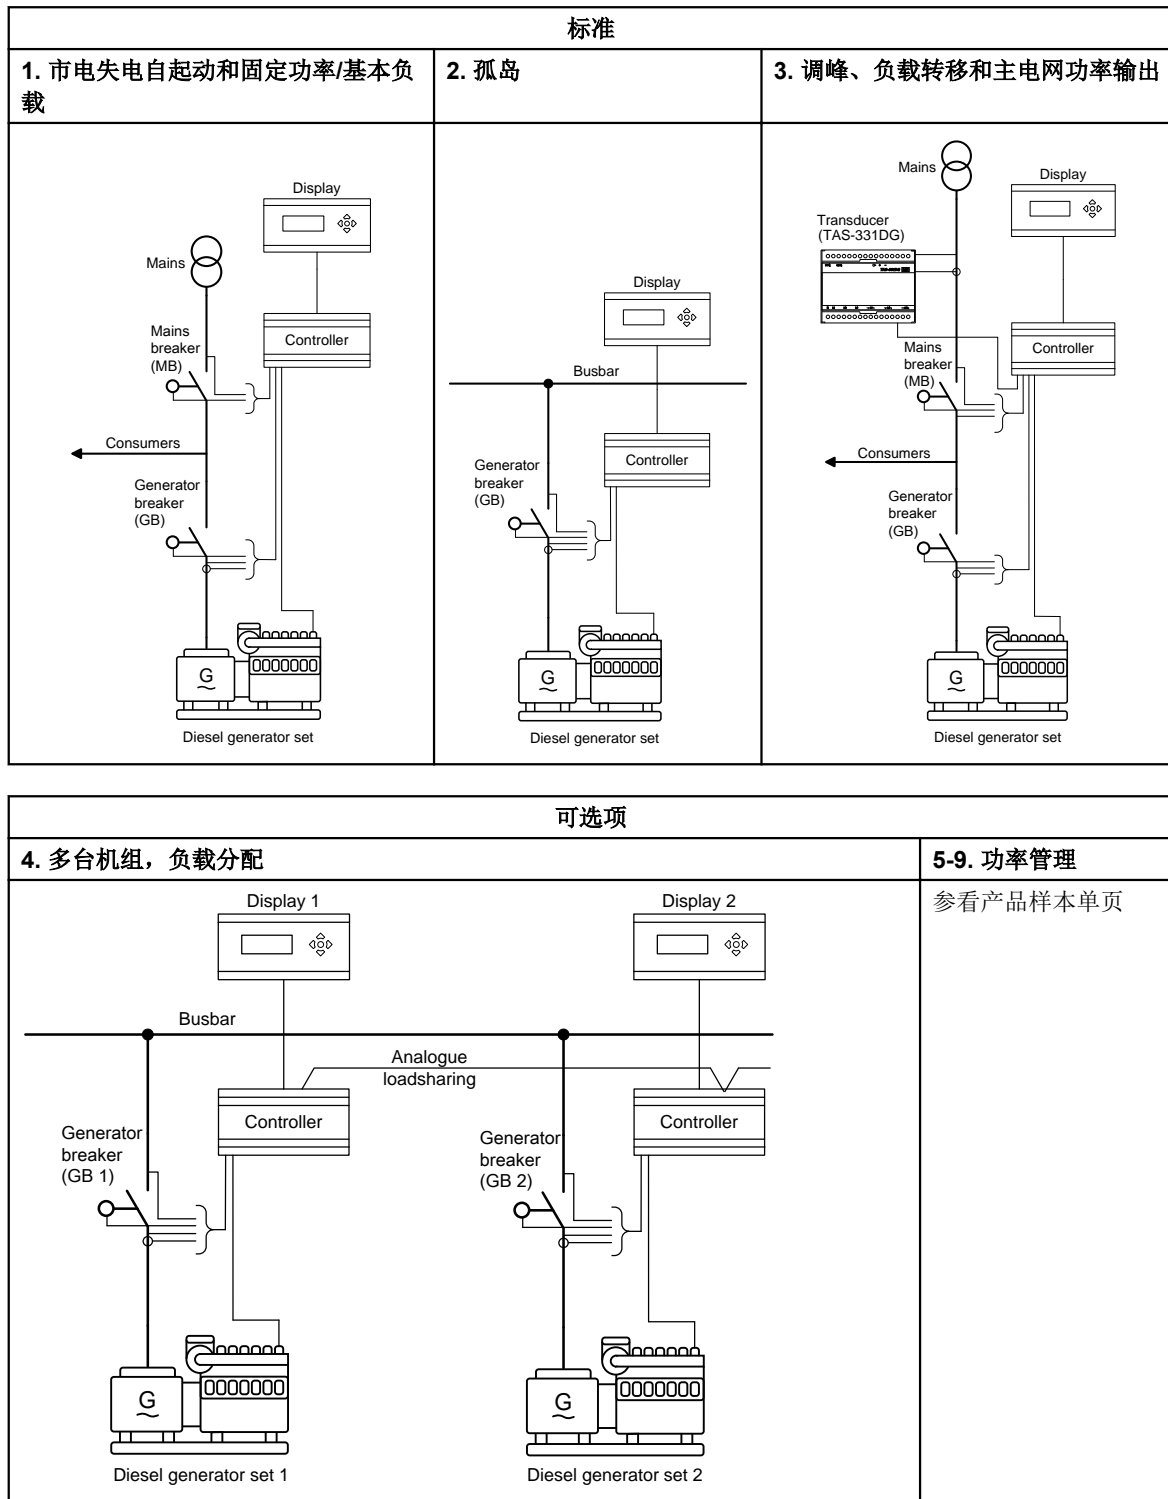 标准
1. 市电失电自起动和固定功率/基本负
载
2. 孤岛
3. 调峰、负载转移和主电网功率输出
Display
Mains
Mains
breaker
(MB)
Controller
Consumers
Generator
breaker
(GB)
G
Diesel generator set
Display
Busbar
Generator
breaker
(GB)
Controller
G
Diesel generator set
Mains
Display
Transducer
(TAS-331DG)
Mains
breaker
(MB)
Controller
Consumers
Generator
breaker
(GB)
G
Diesel generator set
可选项
4. 多台机组，负载分配
5-9. 功率管理
参看产品样本单页
Display 1
Display 2
Busbar
Analogue
loadsharing
Controller
Controller
Generator
breaker
(GB 1)
Generator
breaker
(GB 2)
G
G
Diesel generator set 1
Diesel generator set 2